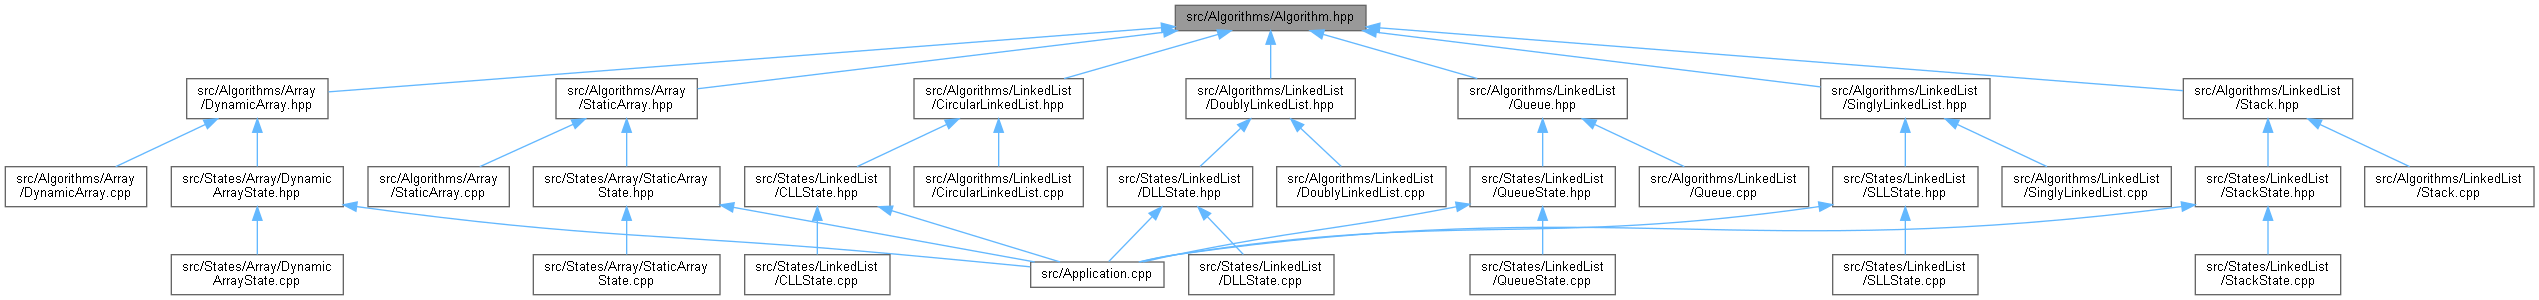 src/Algorithms/Algorithm.hpp
src/Algorithms/Array
/DynamicArray.hpp
src/Algorithms/Array
/StaticArray.hpp
src/Algorithms/LinkedList
/CircularLinkedList.hpp
src/Algorithms/LinkedList
/DoublyLinkedList.hpp
src/Algorithms/LinkedList
/Queue.hpp
src/Algorithms/LinkedList
/SinglyLinkedList.hpp
src/Algorithms/LinkedList
/Stack.hpp
src/Algorithms/Array
/DynamicArray.cpp
src/States/Array/Dynamic
ArrayState.hpp
src/Algorithms/Array
/StaticArray.cpp
src/States/Array/StaticArray
State.hpp
src/States/LinkedList
/CLLState.hpp
src/Algorithms/LinkedList
/CircularLinkedList.cpp
src/States/LinkedList
/DLLState.hpp
src/Algorithms/LinkedList
/DoublyLinkedList.cpp
src/States/LinkedList
/QueueState.hpp
src/Algorithms/LinkedList
/Queue.cpp
src/States/LinkedList
/SLLState.hpp
src/Algorithms/LinkedList
/SinglyLinkedList.cpp
src/States/LinkedList
/StackState.hpp
src/Algorithms/LinkedList
/Stack.cpp
src/States/Array/Dynamic
ArrayState.cpp
src/States/Array/StaticArray
State.cpp
src/States/LinkedList
/CLLState.cpp
src/Application.cpp
src/States/LinkedList
/DLLState.cpp
src/States/LinkedList
/QueueState.cpp
src/States/LinkedList
/SLLState.cpp
src/States/LinkedList
/StackState.cpp